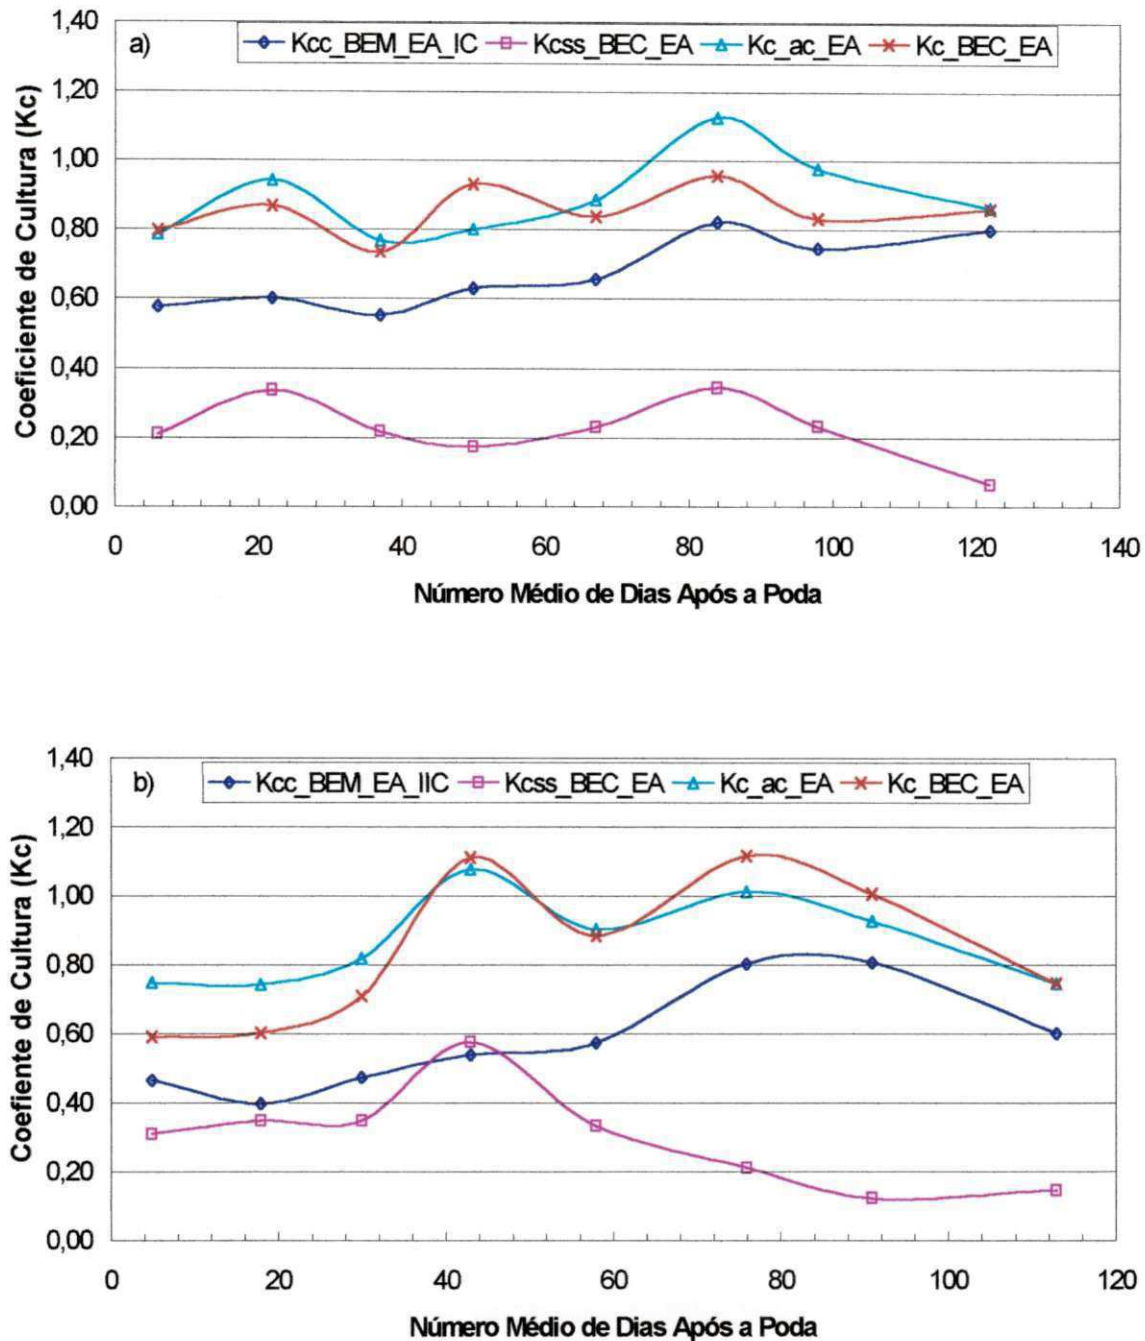 a)
Kcc_BEM_EA_IC Kcss_BEC_EA Kc_ac_EA Kc_BEC_EA
Coeficiente de Cultura (Kc)
1,40
1,20
1,00
0,80
0,60
0,40
0,20
0,00
0 20 40 60 80 100 120 140
Número Médio de Dias Após a Poda
b)
Kcc_BEM_EA_IIC Kcss_BEC_EA Kc_ac_EA Kc_BEC_EA
Coefiente de Cultura (Kc)
1,40
1,20
1,00
0,80
0,60
0,40
0,20
0,00
0 20 40 60 80 100 120
Número Médio de Dias Após a Poda